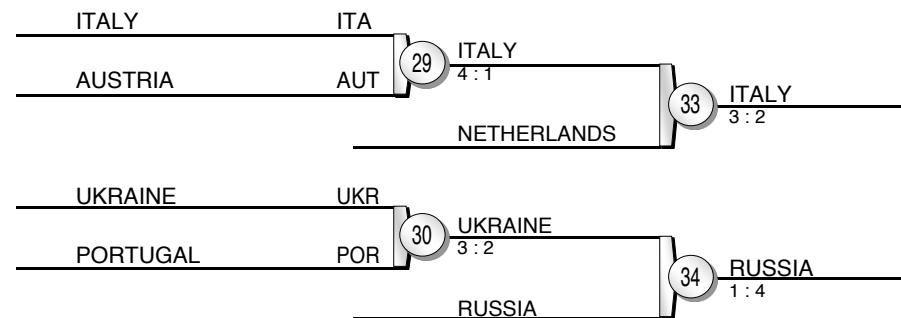 ITALY ITA
AUSTRIA AUT
29
ITALY
4 : 1
NETHERLANDS
33
ITALY
3 : 2
UKRAINE UKR
PORTUGAL POR
30
UKRAINE
3 : 2
RUSSIA
34
RUSSIA
1 : 4